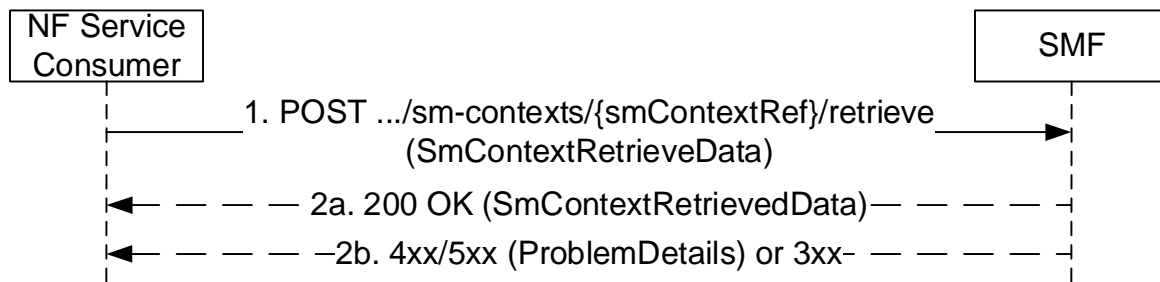 NF Service
Consumer
SMF
1. POST .../sm-contexts/{smContextRef}/retrieve
(SmContextRetrieveData)
2a. 200 OK (SmContextRetrievedData)
2b. 4xx/5xx (ProblemDetails) or 3xx